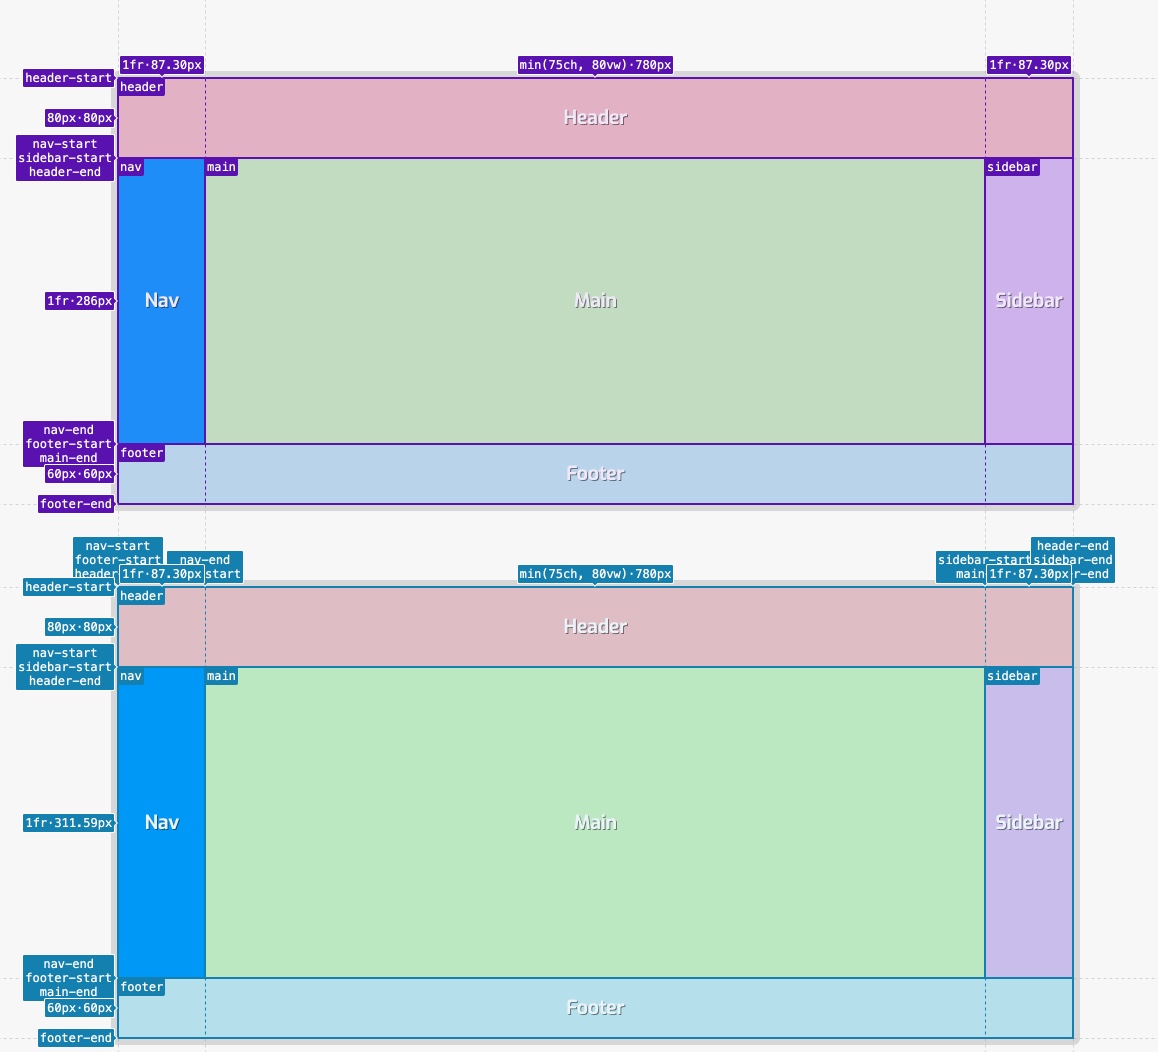 1fr·87.30px
min(75ch, 80vw)·780px
1fr·87.30px
header-start
header
80px·80px
Header
nav-start
sidebar-start
header-end
nav
main
sidebar
1fr·286px
Nav
Main
Sidebar
nav-end
footer-start
main-end
footer
60px·60px
Footer
footer-end
nav-start
footer-start
nav-end
start
header-end
sidebar-start
sidebar-end
main
1fr·87.30px
min(75ch, 80vw)·780px
1fr·87.30px
header-start
header
80px·80px
Header
nav-start
sidebar-start
header-end
nav
main
sidebar
1fr·311.59px
Nav
Main
Sidebar
nav-end
footer-start
main-end
footer
60px·60px
Footer
footer-end